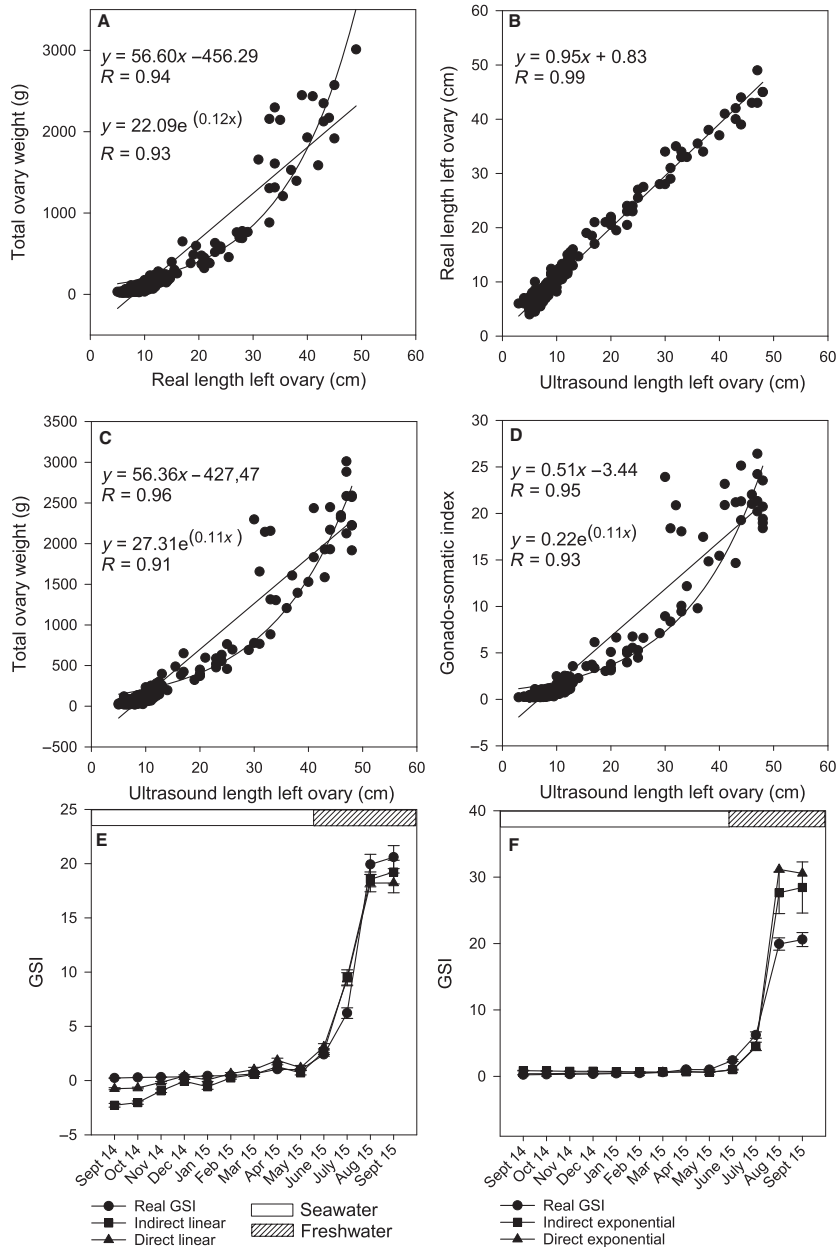 A
y = 56.60x −456.29
R = 0.94
y = 22.09e (0.12x)
R = 0.93
Total ovary weight (g)
3000
2000
1000
0
0 10 20 30 40 50 60
Real length left ovary (cm)
B
y = 0.95x + 0.83
R = 0.99
Real length left ovary (cm)
60
50
40
30
20
10
0
0 10 20 30 40 50 60
Ultrasound length left ovary (cm)
C
y = 56.36x − 427,47
R = 0.96
y = 27.31e(0.11x )
R = 0.91
Total ovary weight (g)
3500
3000
2500
2000
1500
1000
500
0
−500
0 10 20 30 40 50 60
Ultrasound length left ovary (cm)
D
y = 0.51x −3.44
R = 0.95
y = 0.22e(0.11x)
R = 0.93
Gonado-somatic index
30
25
20
15
10
5
0
−5
0 10 20 30 40 50 60
Ultrasound length left ovary (cm)
E
GSI
25
20
15
10
5
0
−5
Sept 14 Oct 14 Nov 14 Dec 14 Jan 15 Feb 15 Mar 15 Apr 15 May 15 June 15 July 15 Aug 15 Sept 15
Real GSI
Indirect linear
Direct linear
Seawater
Freshwater
F
GSI
40
30
20
10
0
Sept 14 Oct 14 Nov 14 Dec 14 Jan 15 Feb 15 Mar 15 Apr 15 May 15 June 15 July 15 Aug 15 Sept 15
Real GSI
Indirect exponential
Direct exponential